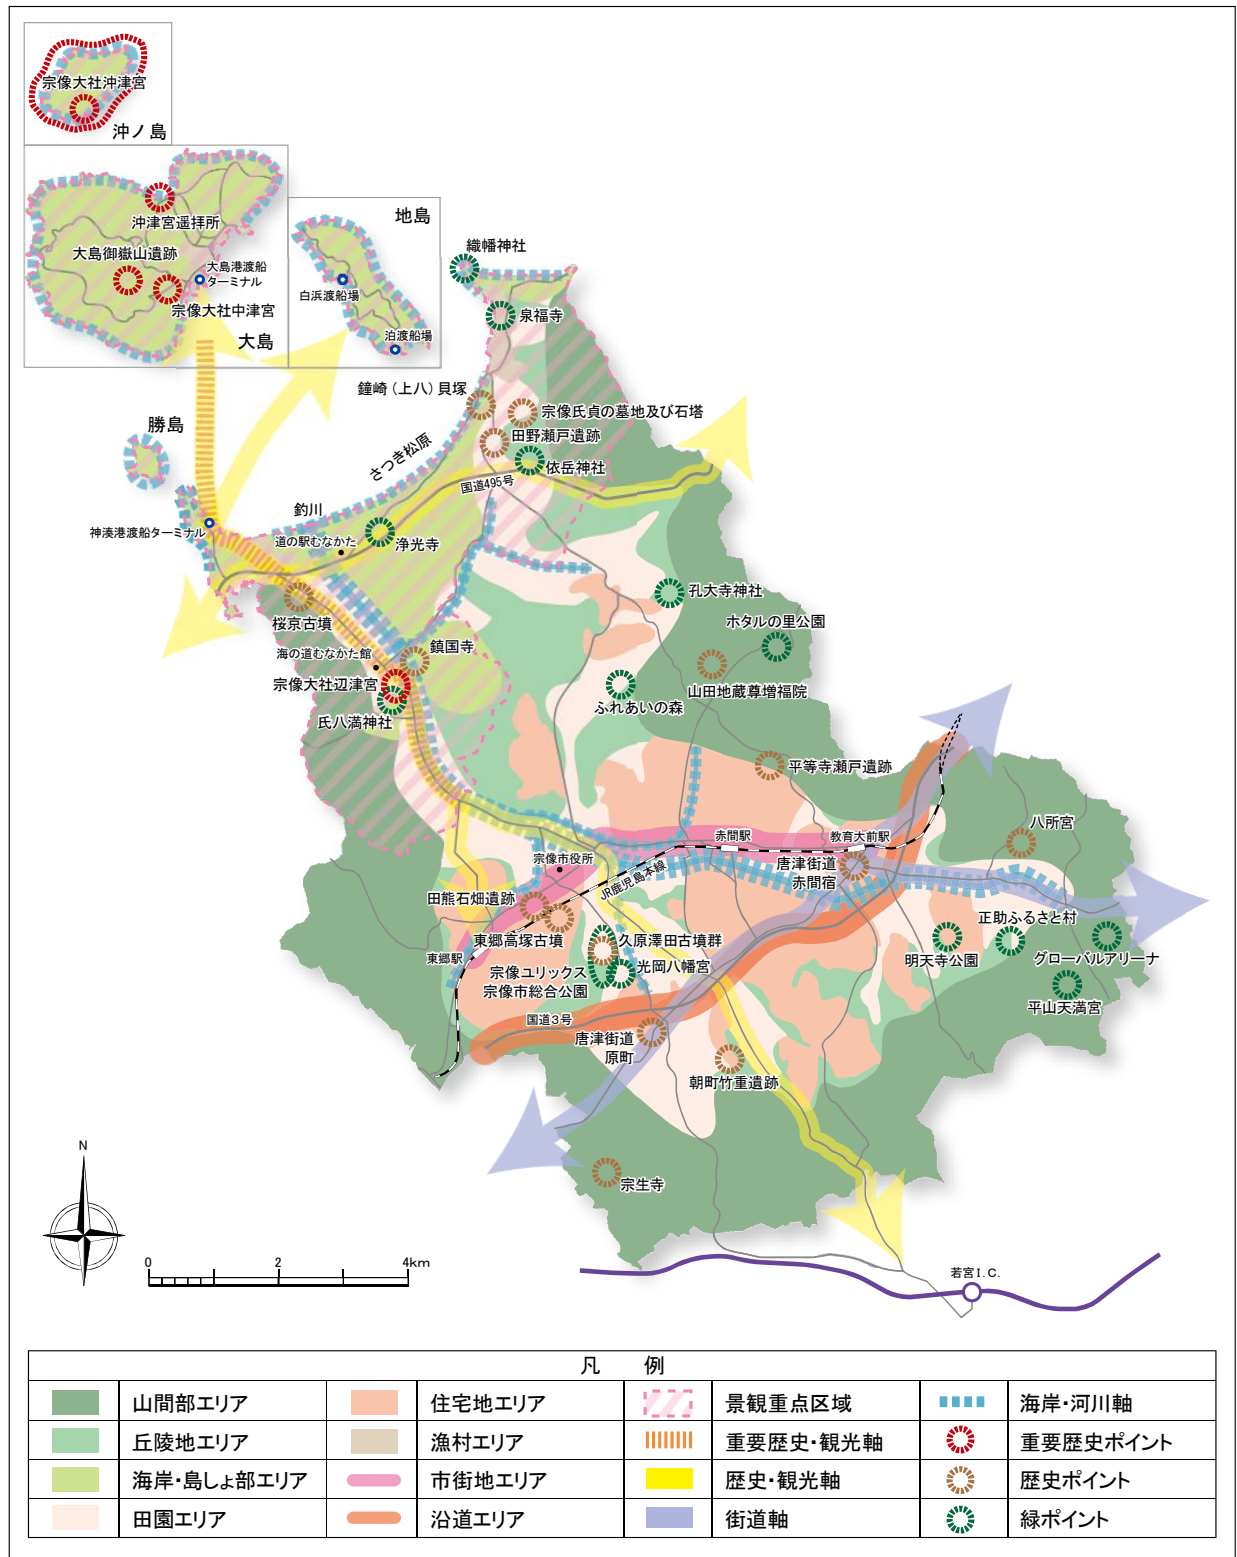 宗像大社沖津宮
沖ノ島
沖津宮遥拝所
大島御嶽山遺跡
大島港渡船
ターミナル
宗像大社中津宮
大島
地島
白浜渡船場
泊渡船場
織幡神社
泉福寺
鐘崎（上八）貝塚
宗像氏貞の墓地及び石塔
田野瀬戸遺跡
依岳神社
勝島
さつき松原
国道495号
釣川
神湊港渡船ターミナル
道の駅むなかた
浄光寺
孔大寺神社
桜京古墳
ホタルの里公園
鎮国寺
海の道むなかた館
宗像大社辺津宮
山田地蔵尊増福院
ふれあいの森
氏八満神社
平等寺瀬戸遺跡
八所宮
赤間駅
教育大前駅
宗像市役所
唐津街道
赤間宿
JR鹿児島本線
田熊石畑遺跡
正助ふるさと村
東郷高塚古墳
久原澤田古墳群
明天寺公園
グローバルアリーナ
東郷駅
宗像ユリックス
宗像市総合公園
光岡八幡宮
平山天満宮
国道3号
唐津街道
原町
朝町竹重遺跡
宗生寺
N
0 2 4km
若宮I.C.
凡 例
山間部エリア 住宅地エリア 景観重点区域 海岸・河川軸
丘陵地エリア 漁村エリア 重要歴史・観光軸 重要歴史ポイント
海岸・島しょ部エリア 市街地エリア 歴史・観光軸 歴史ポイント
田園エリア 沿道エリア 街道軸 緑ポイント